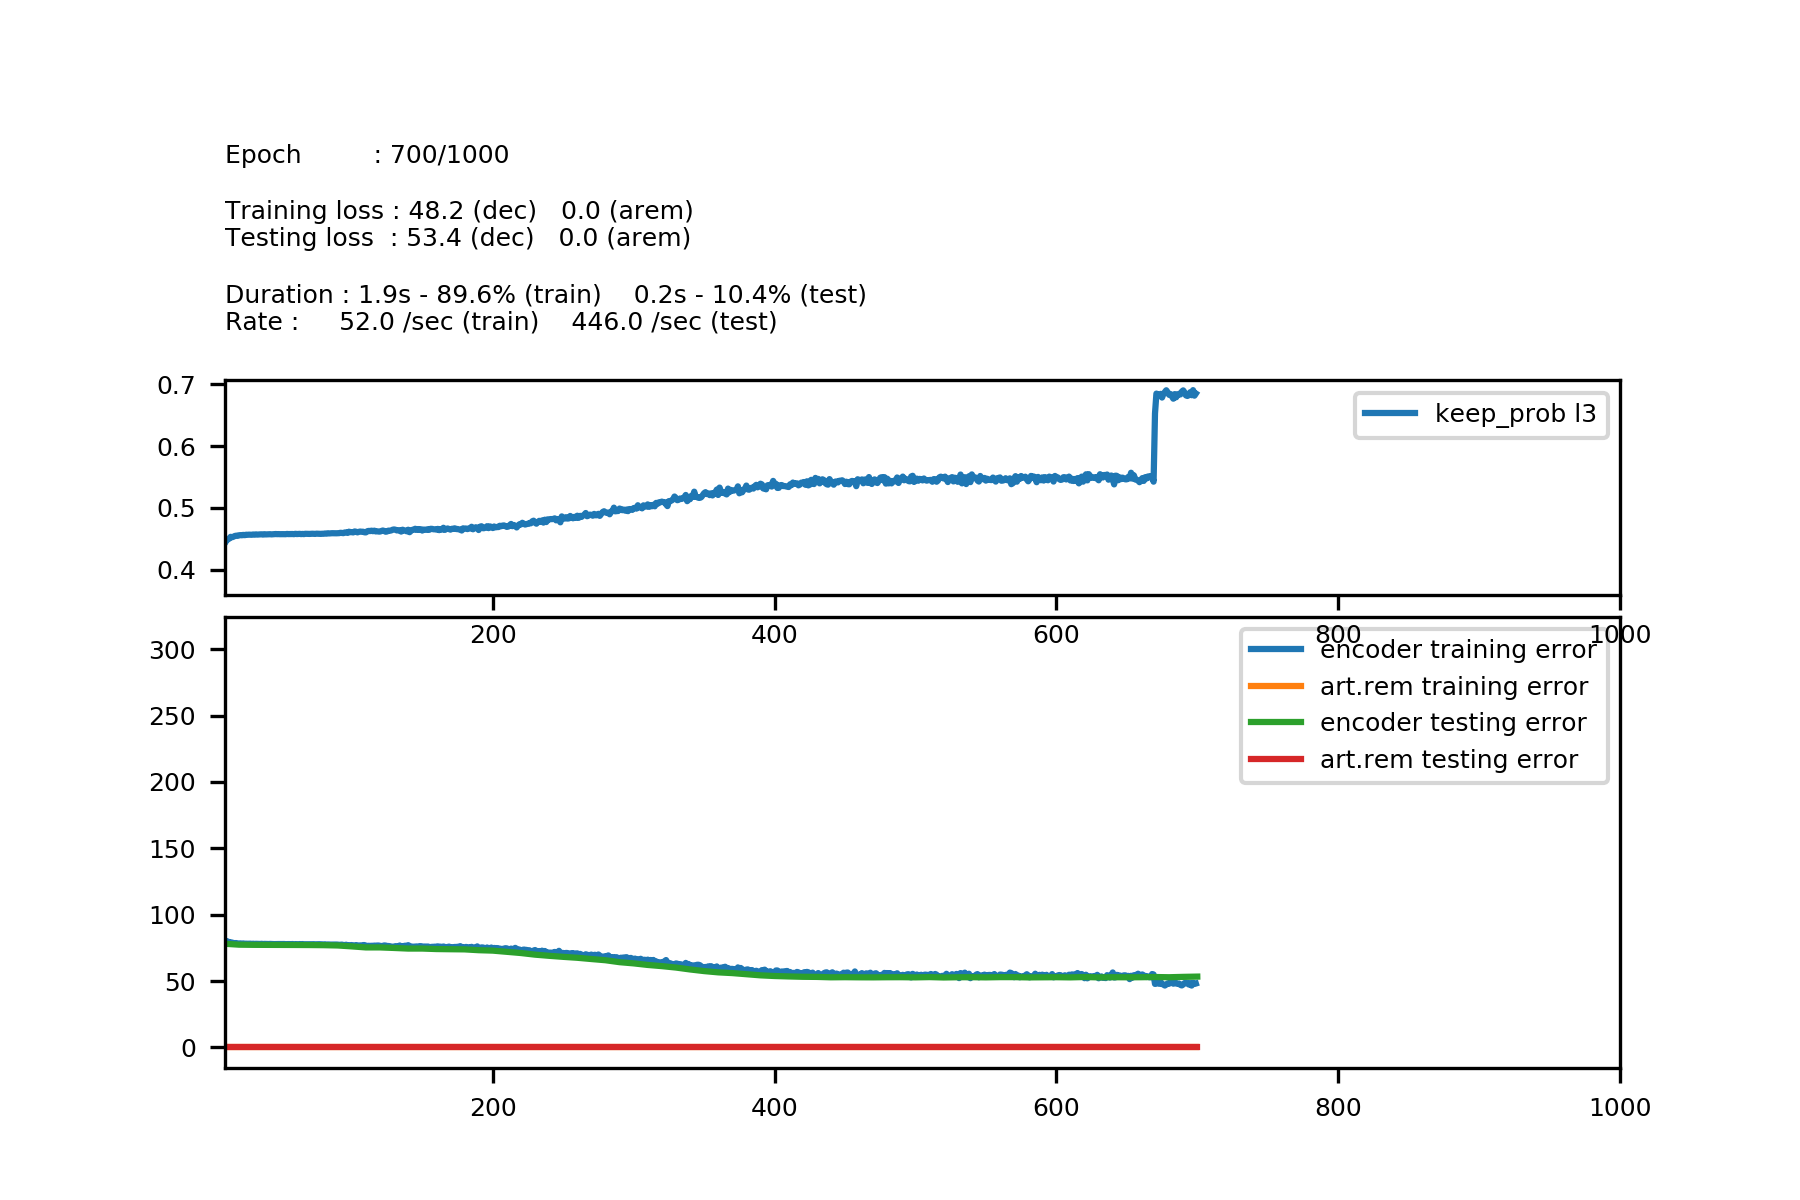 Epoch : 700/1000
Training loss : 48.2 (dec) 0.0 (arem)
Testing loss : 53.4 (dec) 0.0 (arem)
Duration : 1.9s - 89.6% (train) 0.2s - 10.4% (test)
Rate : 52.0 /sec (train) 446.0 /sec (test)
0.7
0.6
0.5
0.4
keep_prob l3
200 400 600 800 1000
300
250
200
150
100
50
0
encoder training error
art.rem training error
encoder testing error
art.rem testing error
200 400 600 800 1000